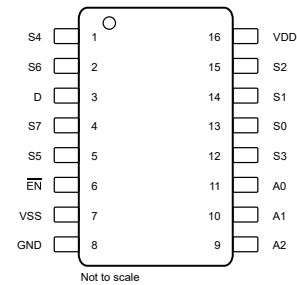 S4 1 16 VDD
S6 2 15 S2
D 3 14 S1
S7 4 13 S0
S5 5 12 S3
EN 6 11 A0
VSS 7 10 A1
GND 8 9 A2
Not to scale